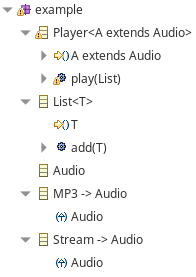 example
Player<A extends Audio>
A extends Audio
play(List)
List<T>
T
add(T)
Audio
MP3 -> Audio
Audio
Stream -> Audio
Audio